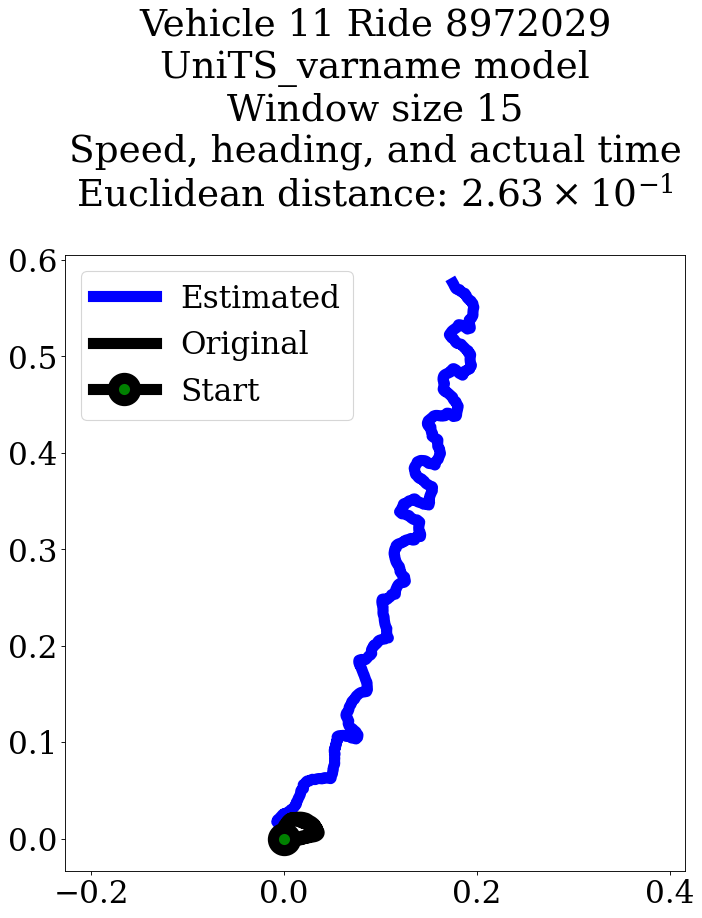 Vehicle 11 Ride 8972029
UniTS_varname model
Window size 15
Speed, heading, and actual time
Euclidean distance: 2.63 × 10⁻¹
0.6
Estimated
Original
Start
0.5
0.4
0.3
0.2
0.1
0.0
−0.2 0.0 0.2 0.4